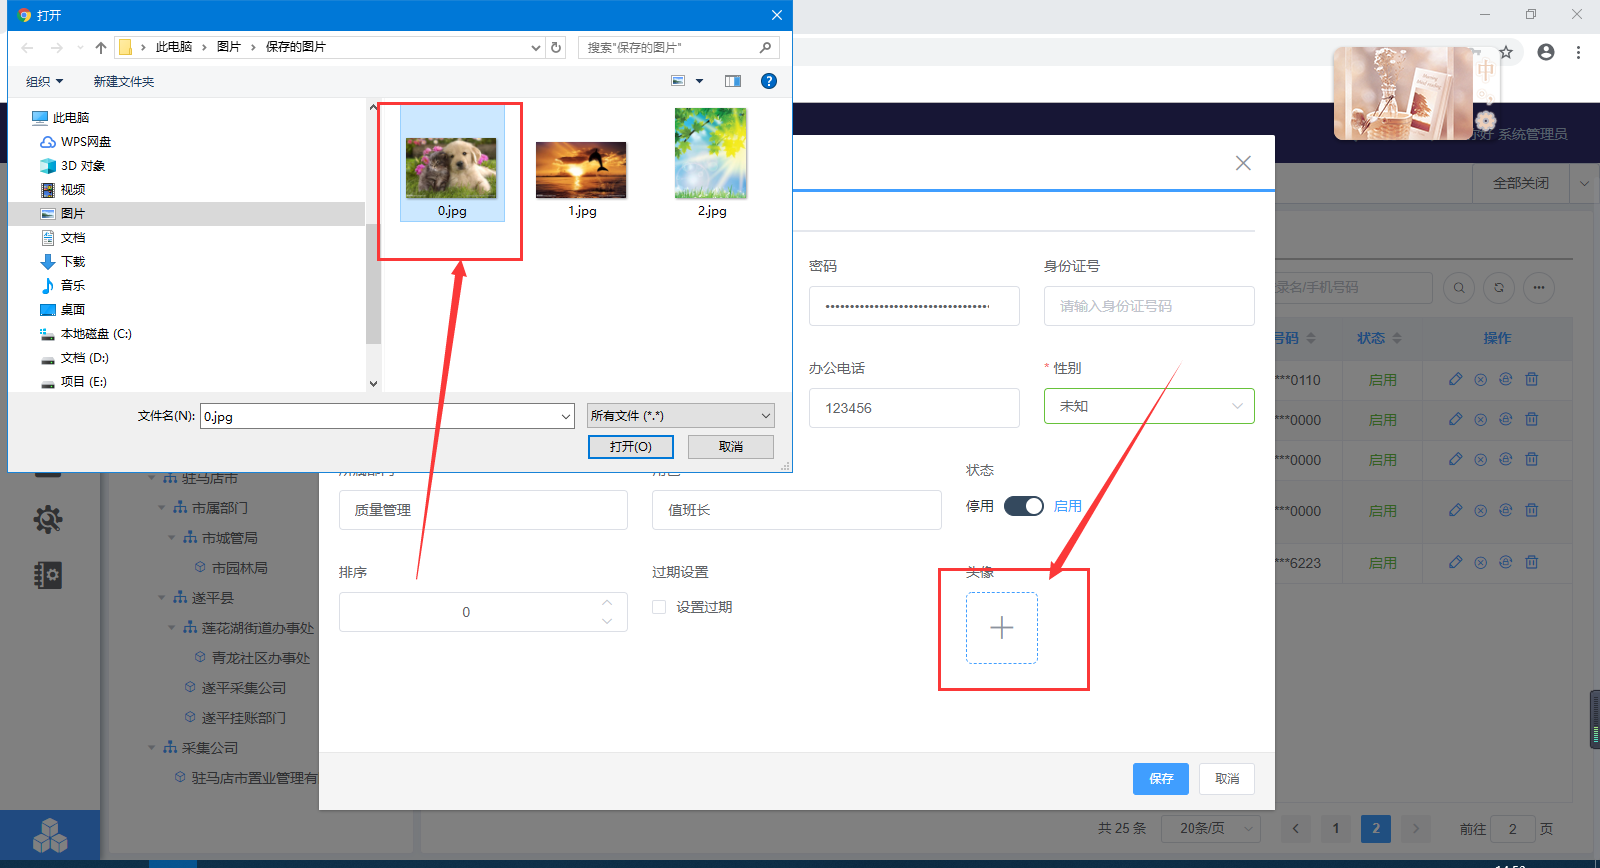 打开
此电脑
图片
保存的图片
搜索"保存的图片"
组织
新建文件夹
此电脑
WPS网盘
3D 对象
视频
图片
文档
下载
音乐
桌面
本地磁盘 (C:)
文档 (D:)
项目 (E:)
0.jpg
1.jpg
2.jpg
文件名(N):
0.jpg
所有文件 (*.*)
打开(O)
取消
中
系统管理员
全部关闭
密码
身份证号
请输入身份证号码
办公电话
* 性别
123456
未知
状态
质量管理
值班长
停用
启用
排序
过期设置
头像
0
设置过期
保存
取消
录名/手机号码
号码
状态
操作
***0110
启用
***0000
启用
***0000
启用
***0000
启用
***6223
启用
驻马店市
市属部门
市城管局
市园林局
遂平县
莲花湖街道办事处
青龙社区办事处
遂平采集公司
遂平挂账部门
采集公司
驻马店市置业管理有
共 25 条
20条/页
1
2
前往
2
页